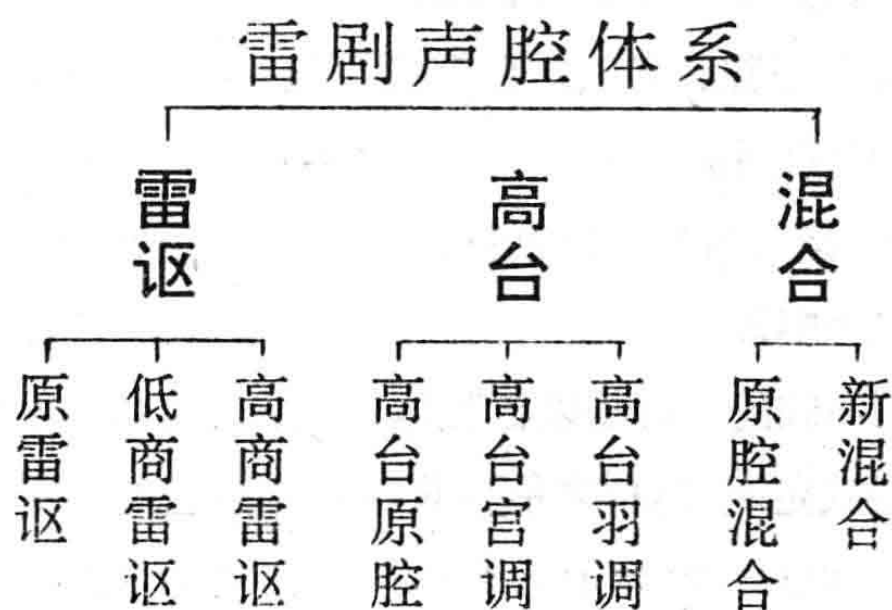 雷剧声腔体系
雷讴
高台
混合
原雷讴
低商雷讴
高商雷讴
高台原腔
高台宫调
高台羽调
原腔混合
新混合